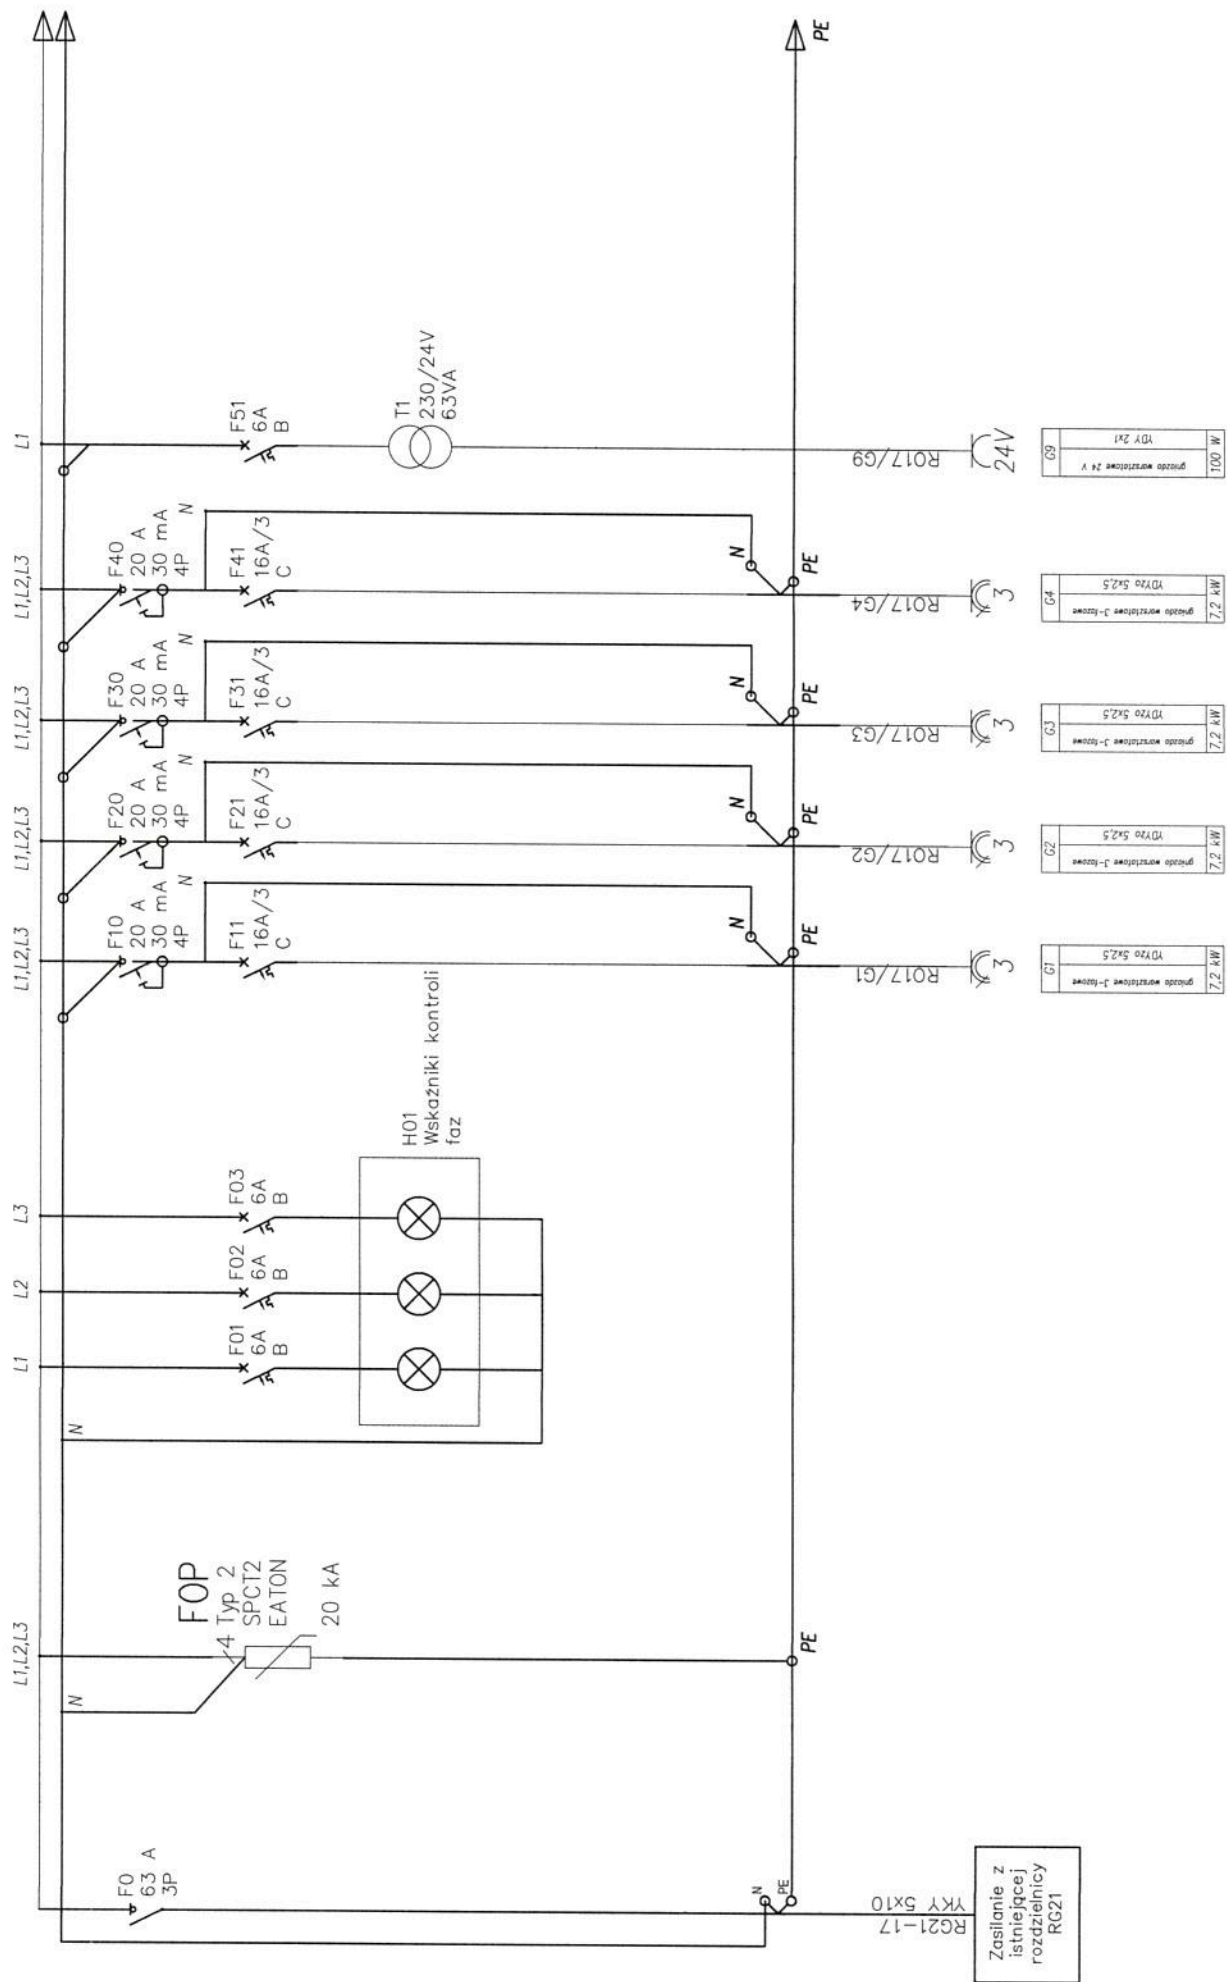 L1,L2,L3
N
F0
63 A
3P
FOP
4
Typ 2
SPCT2
EATON
20 kA
PE
N
PE
RG21-17
YKY 5x10
Zasilanie z
istniejącej
rozdzielnicy
RG21
N
L1
L2
L3
F01
6A
B
F02
6A
B
F03
6A
B
H01
Wskaźniki kontroli
faz
L1,L2,L3
F10
20 A
30 mA
4P
N
F11
16A/3
C
N
PE
RO17/G1
3
G1
gniazdo warsztatowe 3-fazowe
YDYżo 5x2,5
7,2 kW
L1,L2,L3
F20
20 A
30 mA
4P
N
F21
16A/3
C
N
PE
RO17/G2
3
G2
gniazdo warsztatowe 3-fazowe
YDYżo 5x2,5
7,2 kW
L1,L2,L3
F30
20 A
30 mA
4P
N
F31
16A/3
C
N
PE
RO17/G3
3
G3
gniazdo warsztatowe 3-fazowe
YDYżo 5x2,5
7,2 kW
L1,L2,L3
F40
20 A
30 mA
4P
N
F41
16A/3
C
N
PE
RO17/G4
3
G4
gniazdo warsztatowe 3-fazowe
YDYżo 5x2,5
7,2 kW
L1
F51
6A
B
T1
230/24V
63VA
RO17/G9
24V
G9
gniazdo warsztatowe 24 V
YDY 2x1
100 W
PE